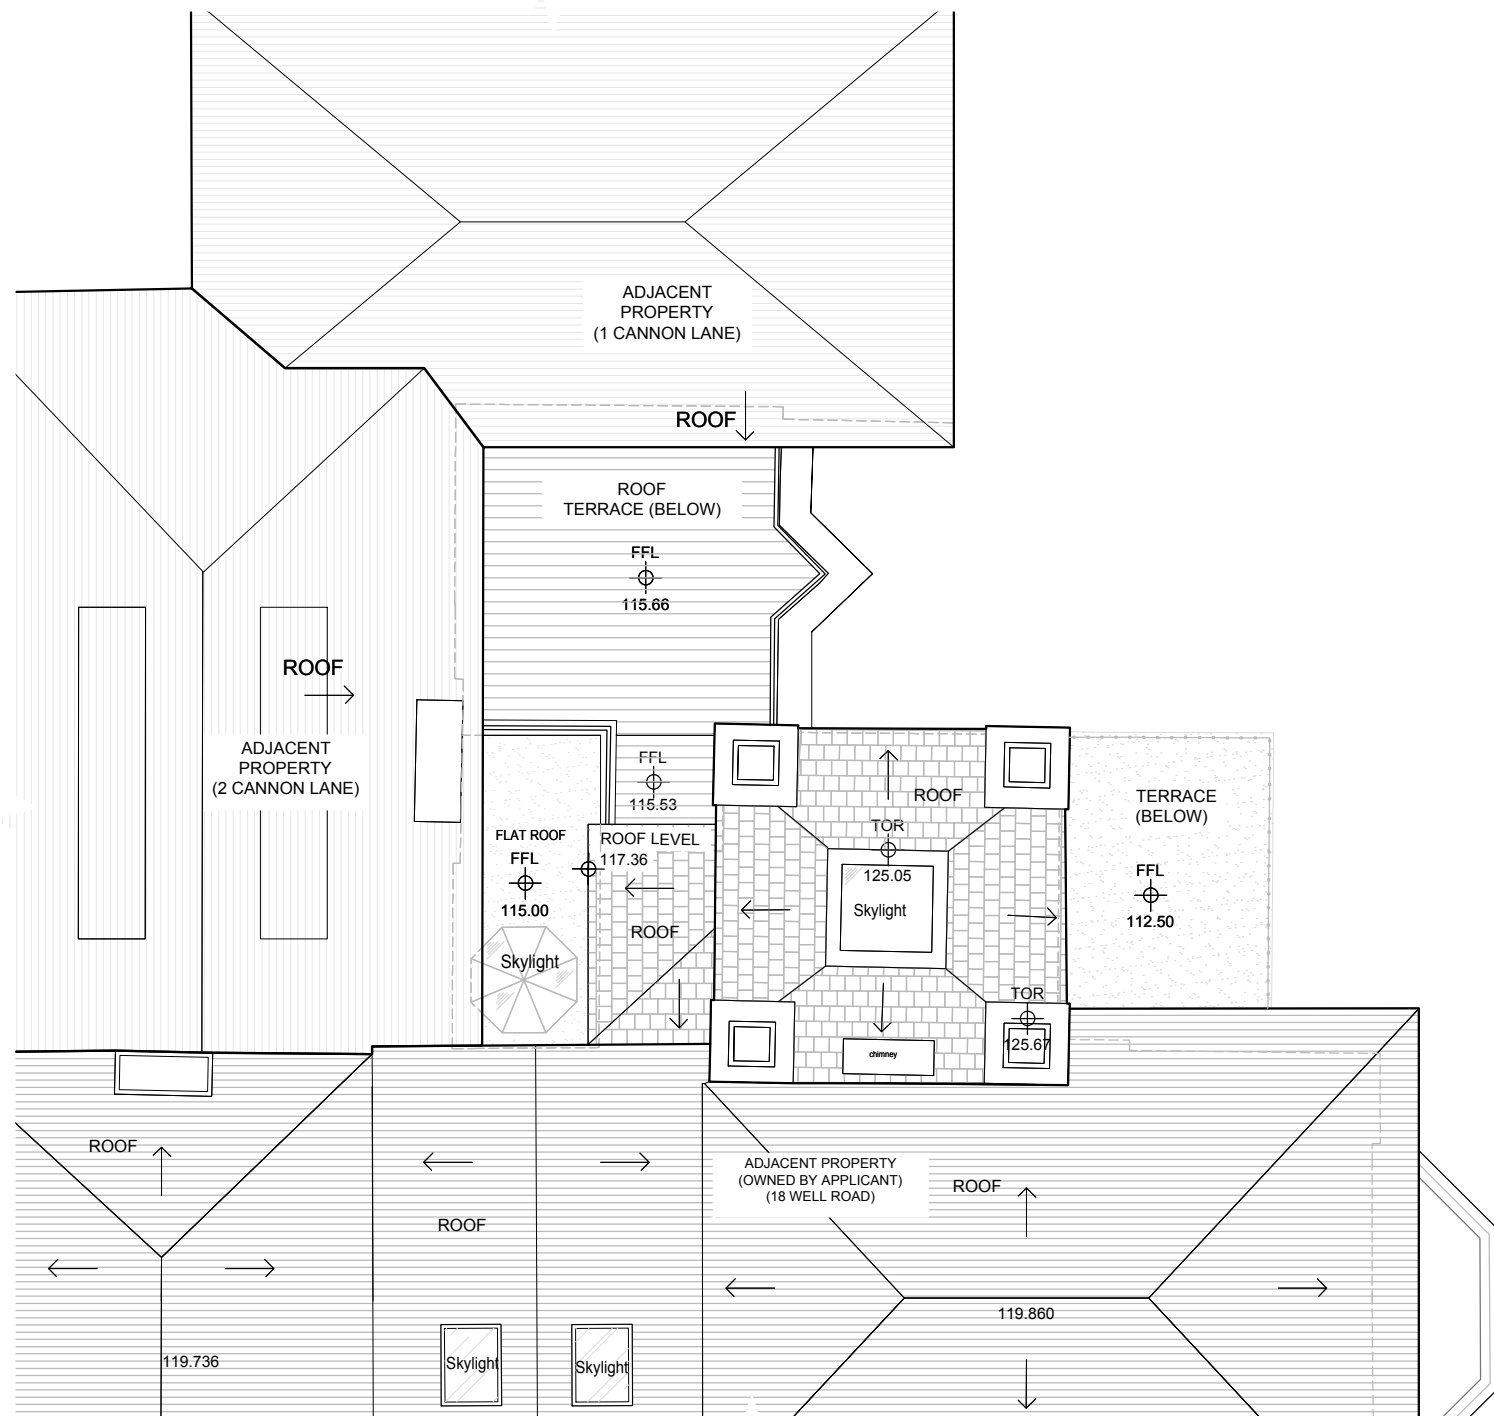 ADJACENT
PROPERTY
(1 CANNON LANE)
ROOF
ROOF
TERRACE (BELOW)
FFL
115.66
ROOF
ADJACENT
PROPERTY
(2 CANNON LANE)
FFL
115.53
ROOF
TERRACE
(BELOW)
TOR
125.05
Skylight
FLAT ROOF
FFL
115.00
ROOF LEVEL
117.36
ROOF
FFL
112.50
Skylight
TOR
125.67
chimney
ROOF
ADJACENT PROPERTY
(OWNED BY APPLICANT)
(18 WELL ROAD)
ROOF
ROOF
119.860
119.736
Skylight
Skylight